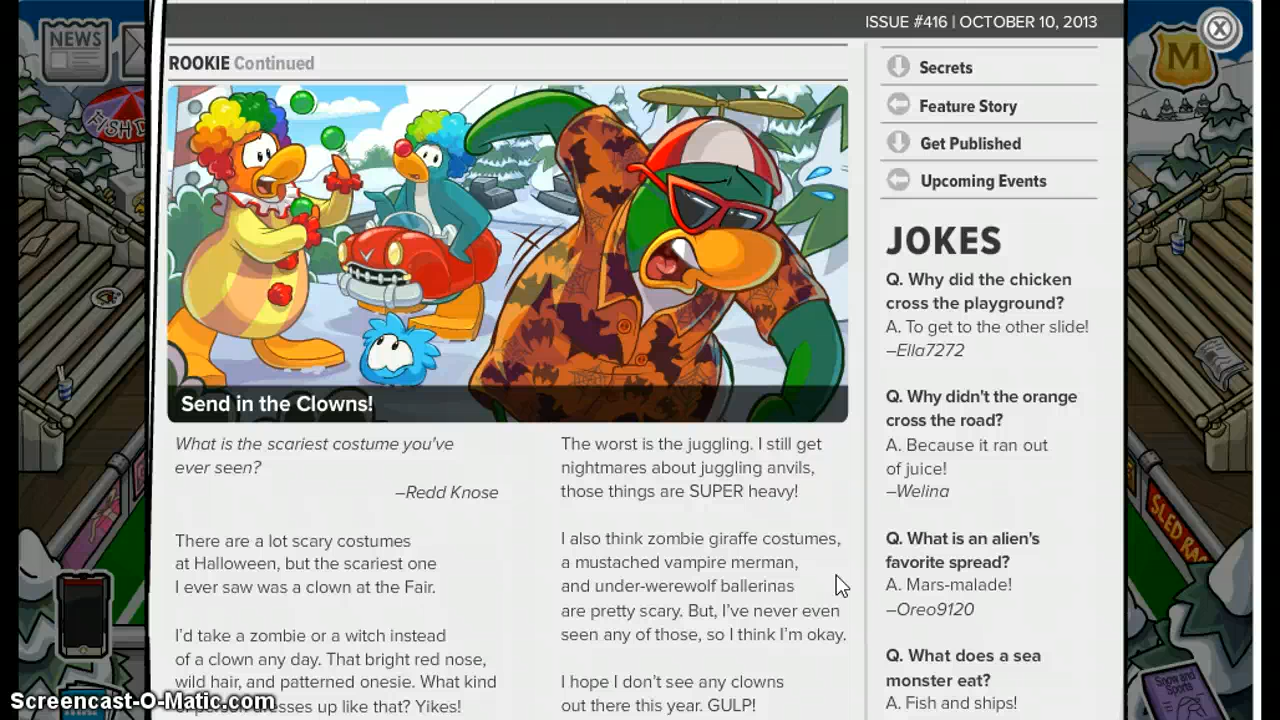 ISSUE #416 | OCTOBER 10, 2013
NEWS
M
FISH D
ROOKIE Continued
Send in the Clowns!
What is the scariest costume you've
ever seen?
–Redd Knose
There are a lot scary costumes
at Halloween, but the scariest one
I ever saw was a clown at the Fair.
I'd take a zombie or a witch instead
of a clown any day. That bright red nose,
wild hair, and patterned onesie. What kind
of person dresses up like that? Yikes!
The worst is the juggling. I still get
nightmares about juggling anvils,
those things are SUPER heavy!
I also think zombie giraffe costumes,
a mustached vampire merman,
and under-werewolf ballerinas
are pretty scary. But, I've never even
seen any of those, so I think I'm okay.
I hope I don't see any clowns
out there this year. GULP!
Secrets
Feature Story
Get Published
Upcoming Events
JOKES
Q. Why did the chicken
cross the playground?
A. To get to the other slide!
–Ella7272
Q. Why didn't the orange
cross the road?
A. Because it ran out
of juice!
–Welina
Q. What is an alien's
favorite spread?
A. Mars-malade!
–Oreo9120
Q. What does a sea
monster eat?
A. Fish and ships!
SLED RAC
Snow and
Sports
Screencast-O-Matic.com